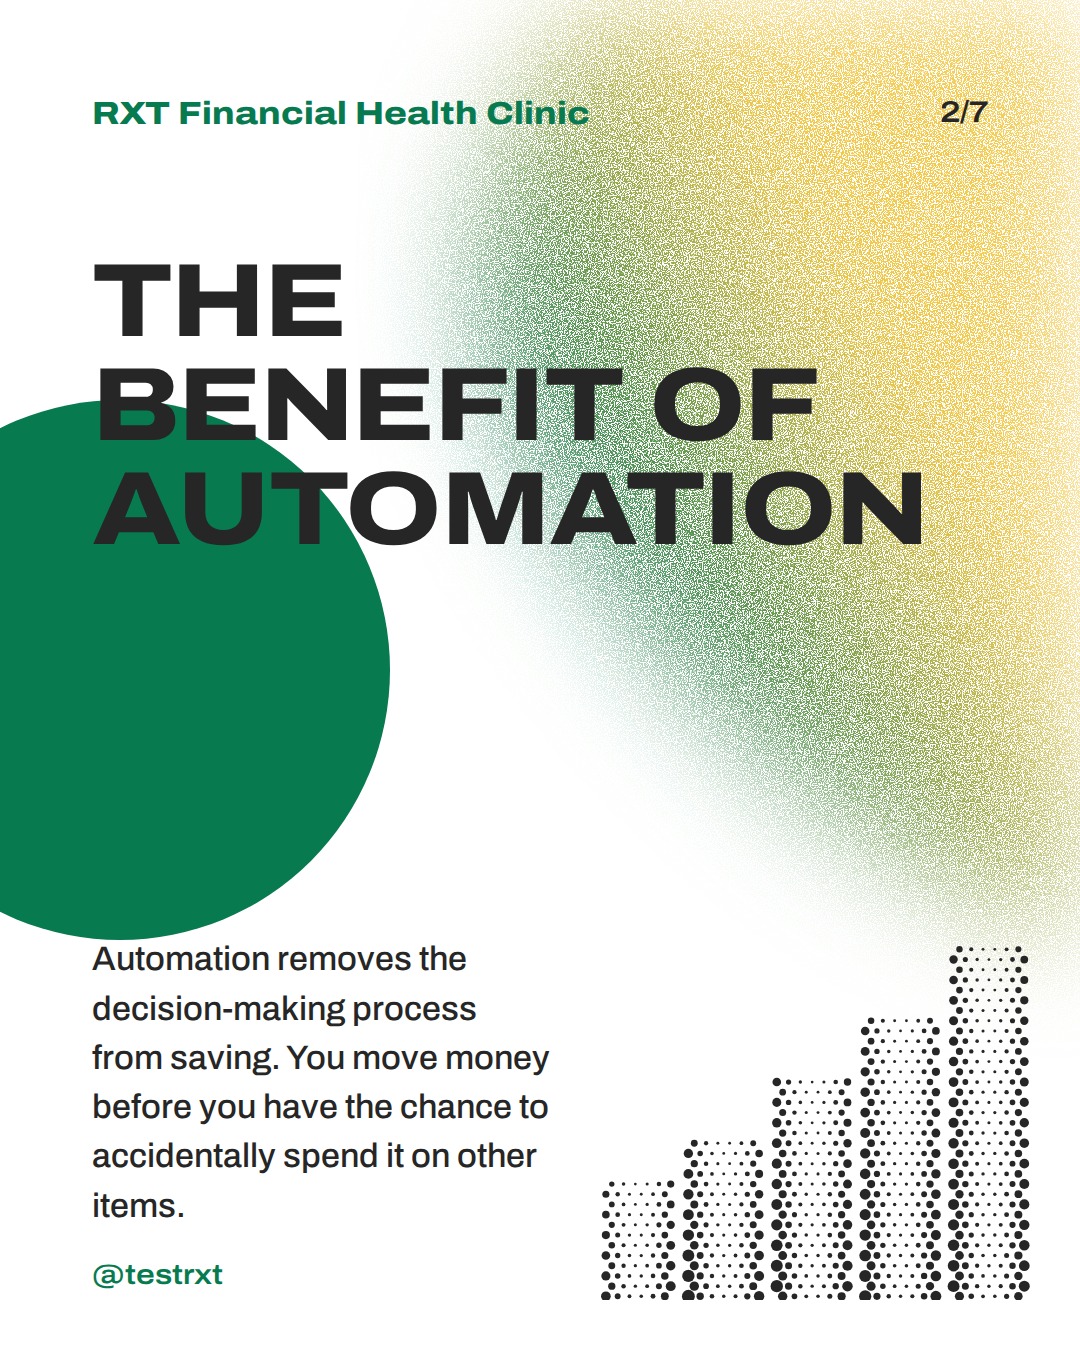 RXT Financial Health Clinic
2/7
THE
BENEFIT OF
AUTOMATION
Automation removes the
decision-making process
from saving. You move money
before you have the chance to
accidentally spend it on other
items.
@testrxt